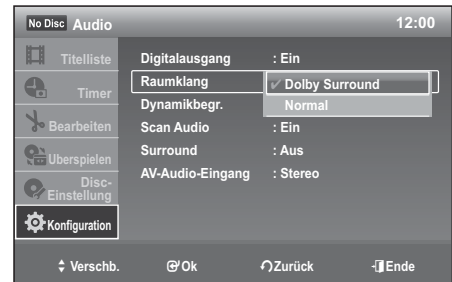 No Disc Audio 12:00
Titelliste
Timer
Bearbeiten
Uberspielen
Disc-
Einstellung
Konfiguration
Digitalausgang : Ein
Raumklang
Dolby Surround
Normal
Dynamikbegr.
Scan Audio : Ein
Surround : Aus
AV-Audio-Eingang : Stereo
Verschb. Ok Zurück Ende